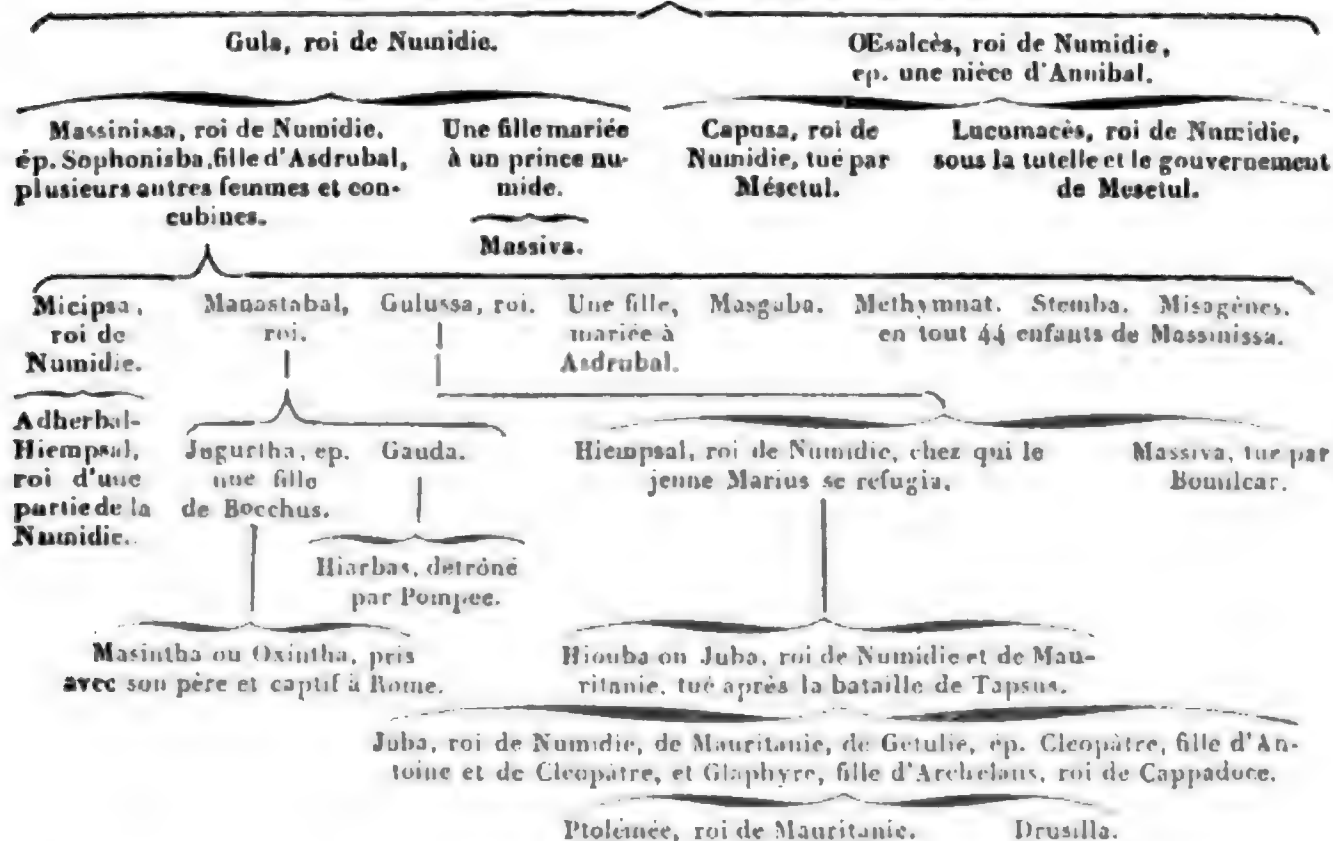 Gula, roi de Numidie.
OEsalcès, roi de Numidie,
ep. une nièce d'Annibal.
Massinissa, roi de Numidie,
ép. Sophonisba, fille d'Asdrubal,
plusieurs autres femmes et con-
cubines.
Une fille mariée
à un prince nu-
mide.
Massiva.
Capusa, roi de
Numidie, tué par
Mésetul.
Lucumacès, roi de Numidie,
sous la tutelle et le gouvernement
de Mesetul.
Micipsa,
roi de
Numidie.
Manastabal,
roi.
Gulussa, roi.
Une fille,
mariée à
Asdrubal.
Masgaba.
Methymnat.
Stemba.
Misagènes.
en tout 44 enfants de Massinissa.
Adherbal-
Hiempsal,
roi d'une
partie de la
Numidie.
Jugurtha, ep.
une fille
de Bocchus.
Gauda.
Hiempsal, roi de Numidie, chez qui le
jeune Marius se refugia.
Massiva, tue par
Bomilcar.
Hiarbas, detrôné
par Pompee.
Masintha ou Oxintha, pris
avec son père et captif à Rome.
Hiouba ou Juba, roi de Numidie et de Mau-
ritanie, tué après la bataille de Tapsus.
Juba, roi de Numidie, de Mauritanie, de Getulie, ép. Cleopàtre, fille d'An-
toine et de Cleopàtre, et Glaphyre, fille d'Archelaus, roi de Cappadoce.
Ptolémée, roi de Mauritanie.
Drusilla.